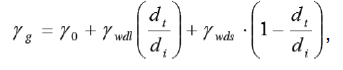 γ_g = γ_0 + γ_wdl (d_t / d_i) + γ_wds · (1 − d_t / d_i),